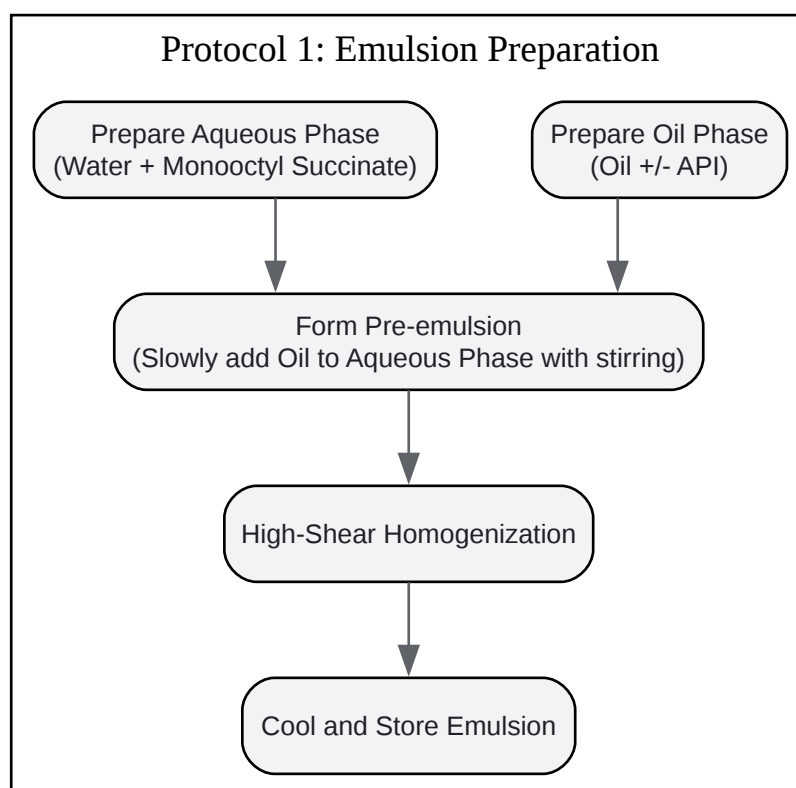 Protocol 1: Emulsion Preparation
Prepare Aqueous Phase
(Water + Monooctyl Succinate)
Prepare Oil Phase
(Oil +/- API)
Form Pre-emulsion
(Slowly add Oil to Aqueous Phase with stirring)
High-Shear Homogenization
Cool and Store Emulsion